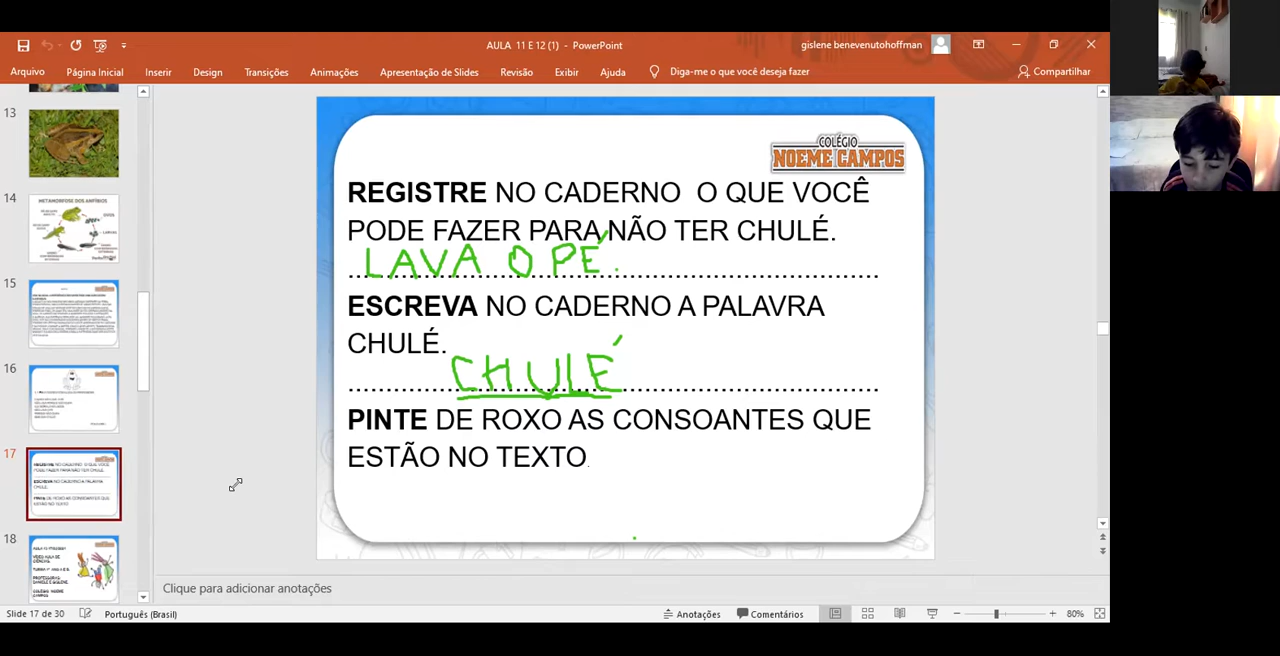 AULA 11 E 12 (1) - PowerPoint
gislene benevenutohoffman
Arquivo Página Inicial Inserir Design Transições Animações Apresentação de Slides Revisão Exibir Ajuda Diga-me o que você deseja fazer Compartilhar
13
14
METAMORFOSE DOS ANFÍBIOS
15
16
17
18
COLÉGIO
NOEME CAMPOS
REGISTRE NO CADERNO O QUE VOCÊ
PODE FAZER PARA NÃO TER CHULÉ.
LAVA O PÉ.
ESCREVA NO CADERNO A PALAVRA
CHULÉ.
CHULÉ
PINTE DE ROXO AS CONSOANTES QUE
ESTÃO NO TEXTO.
Clique para adicionar anotações
Slide 17 de 30 Português (Brasil) Anotações Comentários 80%